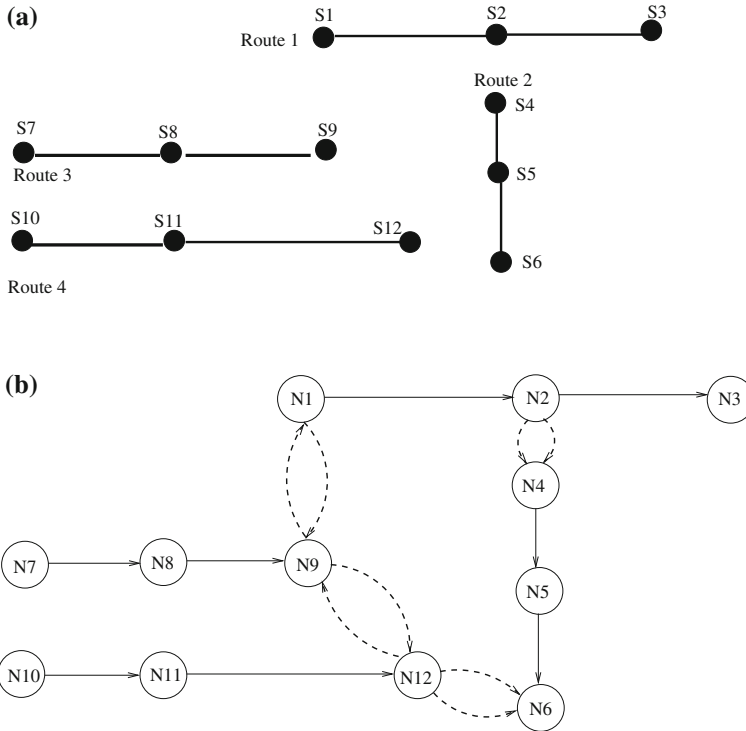 (a)
S1
S2
S3
Route 1
Route 2
S4
S7
S8
S9
Route 3
S5
S10
S11
S12
S6
Route 4
(b)
N1
N2
N3
N4
N7
N8
N9
N5
N10
N11
N12
N6